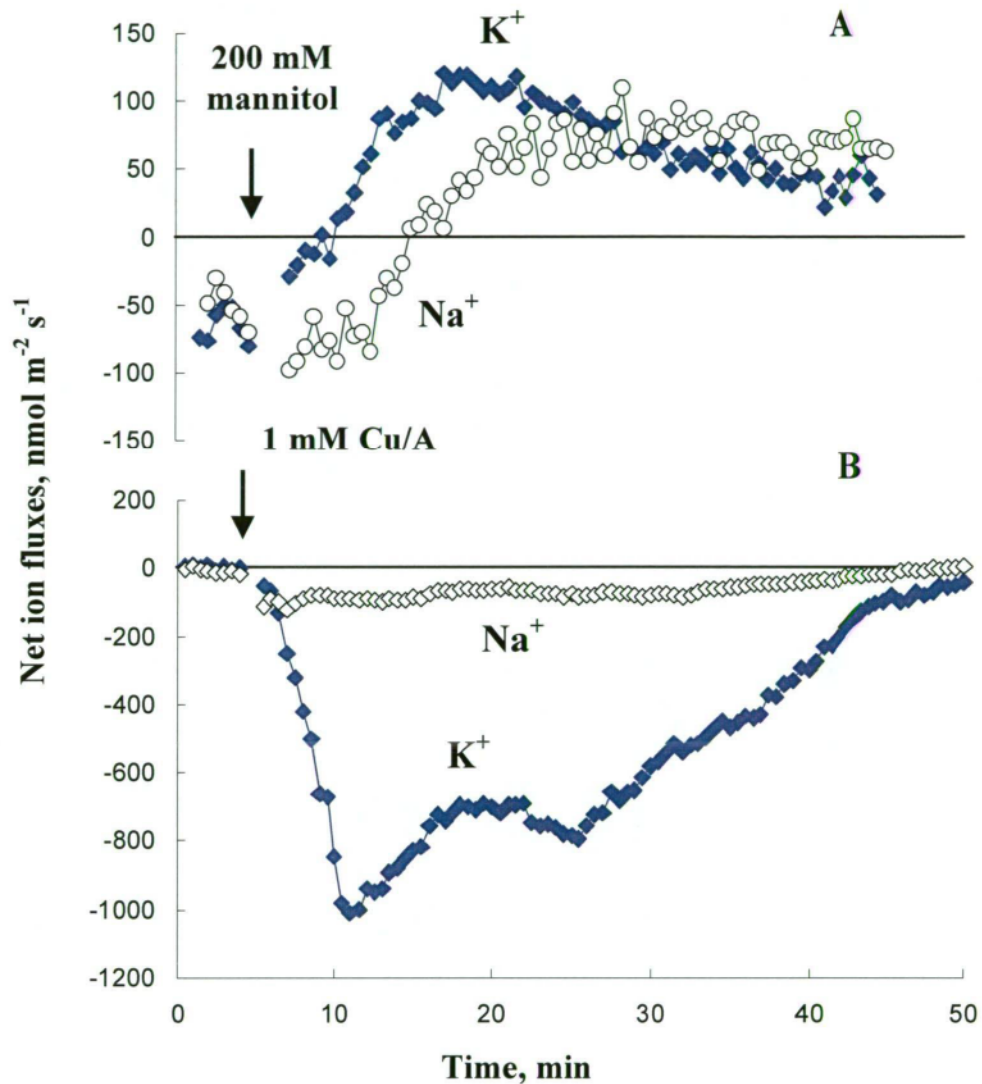 A
K+
200 mM
mannitol
150
100
50
0
-50
-100
-150
Na+
1 mM Cu/A
B
200
0
-200
-400
-600
-800
-1000
-1200
Na+
K+
0 10 20 30 40 50
Time, min
Net ion fluxes, nmol m-2 s-1